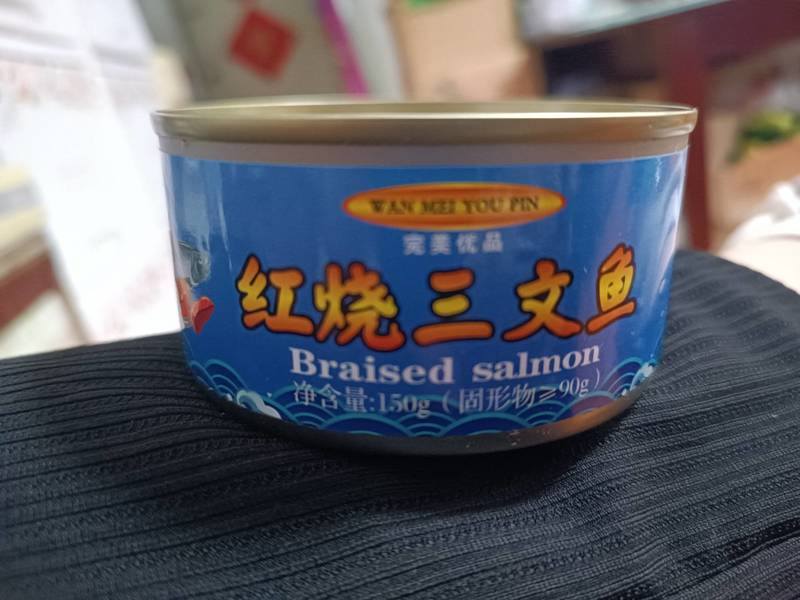 WAN MEI YOU PIN
完美优品
红烧三文鱼
Braised salmon
净含量:150g（固形物≥90g）